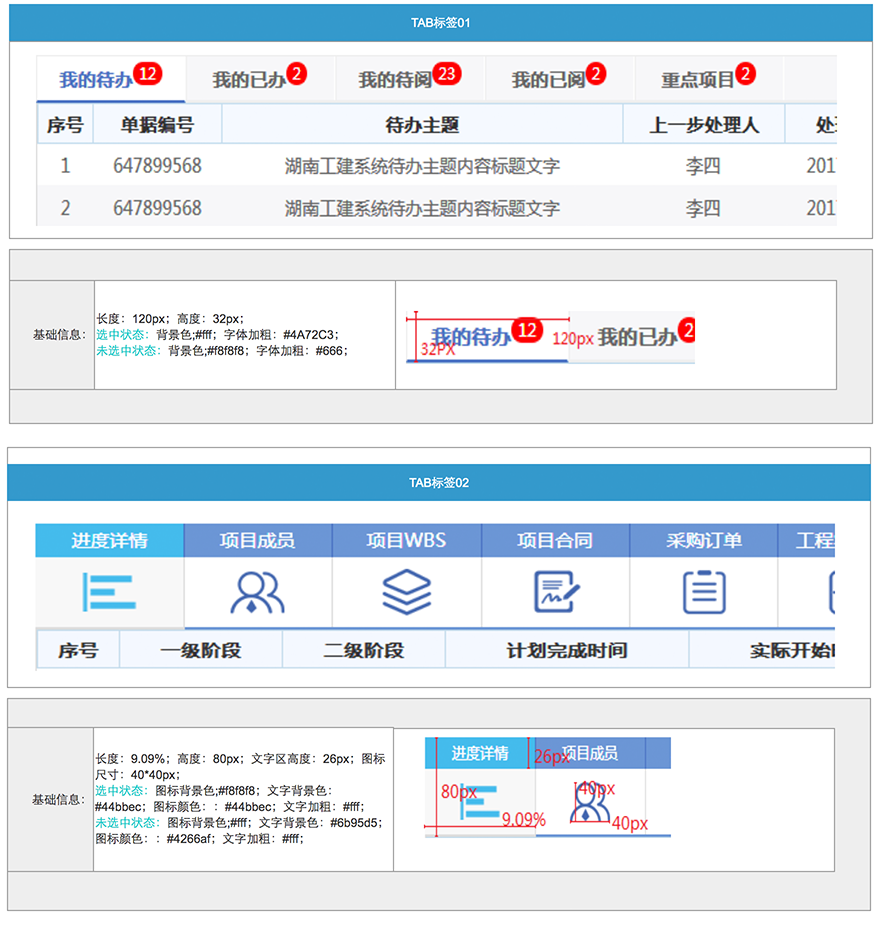 TAB标签01
我的待办 12 我的已办 2 我的待阅 23 我的已阅 2 重点项目 2
序号 单据编号 待办主题 上一步处理人
1 647899568 湖南工建系统待办主题内容标题文字 李四 201
2 647899568 湖南工建系统待办主题内容标题文字 李四 201
基础信息：
长度：120px；高度：32px；
选中状态：背景色;#fff；字体加粗：#4A72C3；
未选中状态：背景色;#f8f8f8；字体加粗：#666；
我的待办 12 120px 我的已办 2
32PX
TAB标签02
进度详情 项目成员 项目WBS 项目合同 采购订单 工程
序号 一级阶段 二级阶段 计划完成时间 实际开始
基础信息：
长度：9.09%；高度：80px；文字区高度：26px；图标
尺寸：40*40px；
选中状态：图标背景色;#f8f8f8；文字背景色：
#44bbec；图标颜色：：#44bbec；文字加粗：#fff；
未选中状态：图标背景色;#fff；文字背景色：#6b95d5；
图标颜色：：#4266af；文字加粗：#fff；
进度详情 26px 项目成员
80px 40px
9.09% 40px